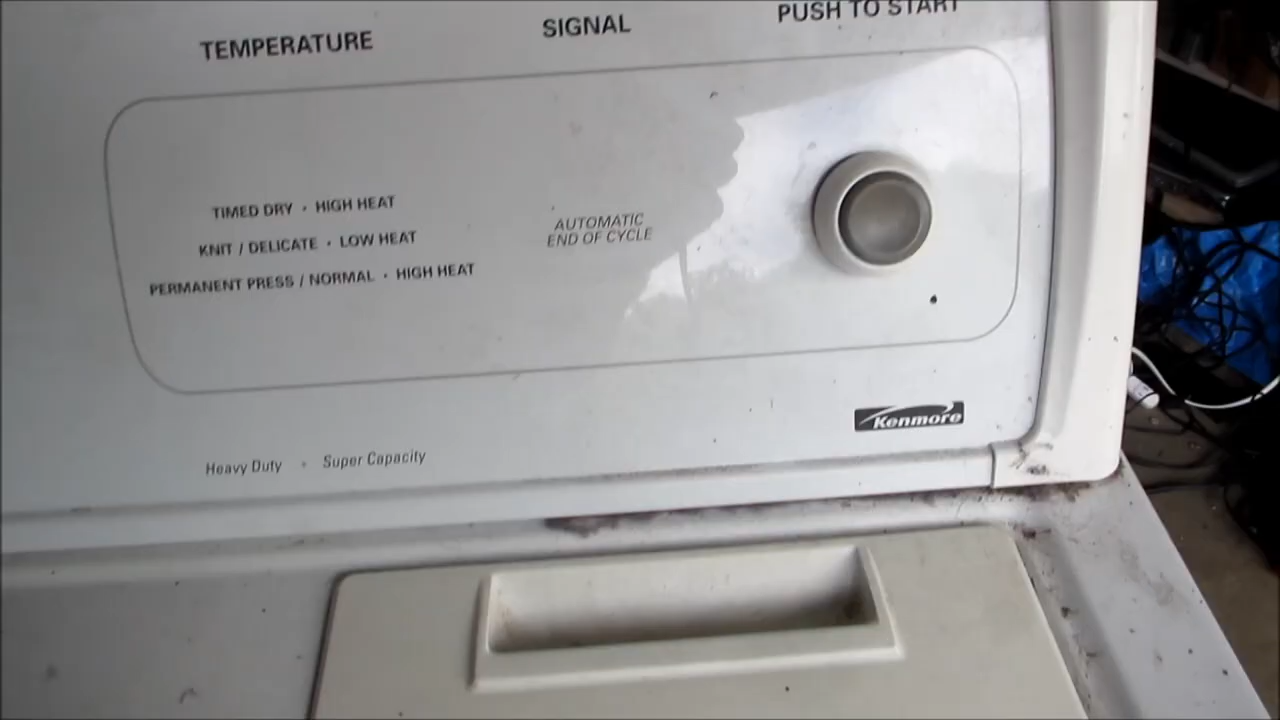 TEMPERATURE
SIGNAL
PUSH TO START
TIMED DRY • HIGH HEAT
KNIT / DELICATE • LOW HEAT
PERMANENT PRESS / NORMAL • HIGH HEAT
AUTOMATIC
END OF CYCLE
Kenmore
Heavy Duty • Super Capacity